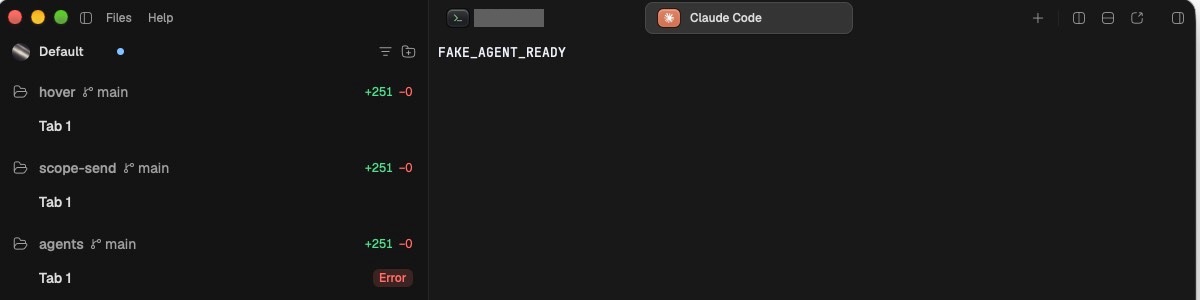 Files Help
Claude Code
Default
FAKE_AGENT_READY
hover main +251 −0
Tab 1
scope-send main +251 −0
Tab 1
agents main +251 −0
Tab 1 Error